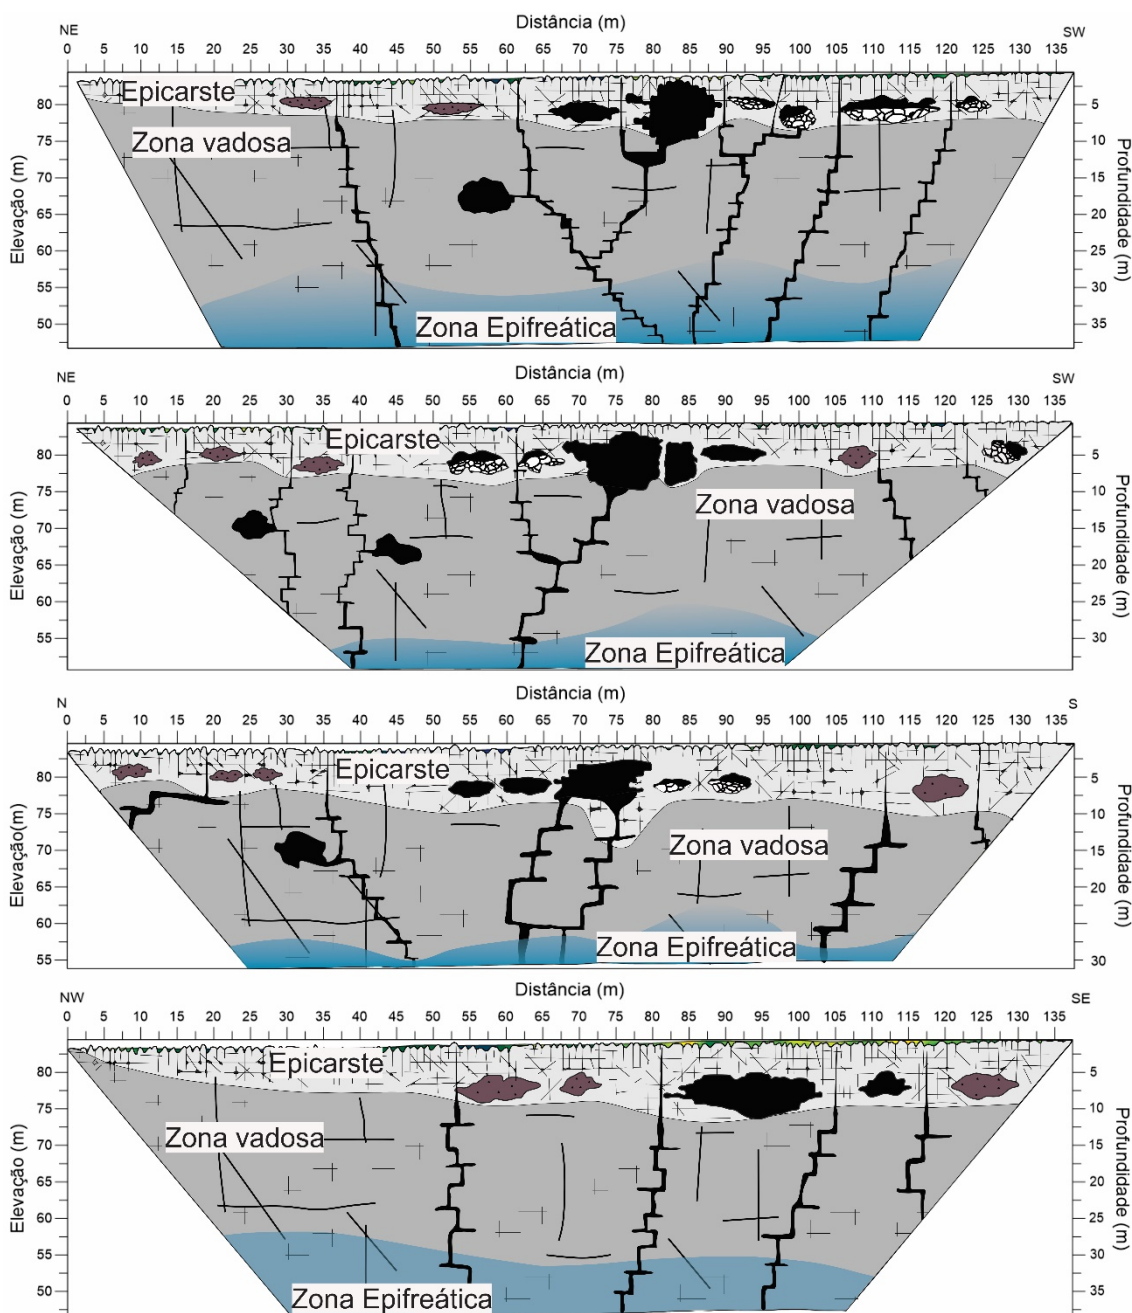 Distância (m)
NE SW
0 5 10 15 20 25 30 35 40 45 50 55 60 65 70 75 80 85 90 95 100 105 110 115 120 125 130 135
Elevação (m)
80
75
70
65
60
55
50
Epicarste
Zona vadosa
Zona Epifreática
5
10
15
20
25
30
35
Profundidade (m)
Distância (m)
NE SW
0 5 10 15 20 25 30 35 40 45 50 55 60 65 70 75 80 85 90 95 100 105 110 115 120 125 130 135
Elevação (m)
80
75
70
65
60
55
Epicarste
Zona vadosa
Zona Epifreática
5
10
15
20
25
30
Profundidade (m)
Distância (m)
N S
0 5 10 15 20 25 30 35 40 45 50 55 60 65 70 75 80 85 90 95 100 105 110 115 120 125 130 135
Elevação(m)
80
75
70
65
60
55
Epicarste
Zona vadosa
Zona Epifreática
5
10
15
20
30
Profundidade (m)
Distância (m)
NW SE
0 5 10 15 20 25 30 35 40 45 50 55 60 65 70 75 80 85 90 95 100 105 110 115 120 125 130 135
Elevação (m)
80
75
70
65
60
55
50
Epicarste
Zona vadosa
Zona Epifreática
5
10
15
20
25
30
35
Profundidade (m)